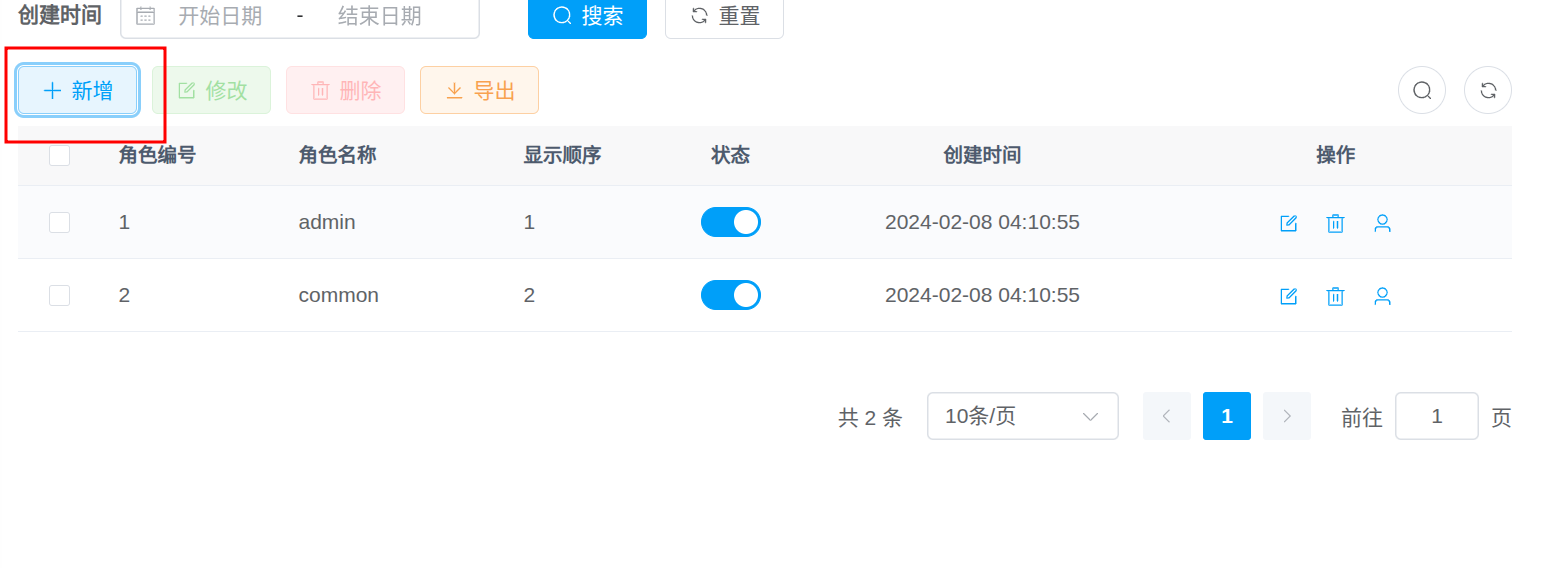 创建时间 开始日期 - 结束日期 搜索 重置
新增 修改 删除 导出
角色编号 角色名称 显示顺序 状态 创建时间 操作
1 admin 1 2024-02-08 04:10:55
2 common 2 2024-02-08 04:10:55
共 2 条 10条/页 1 前往 1 页